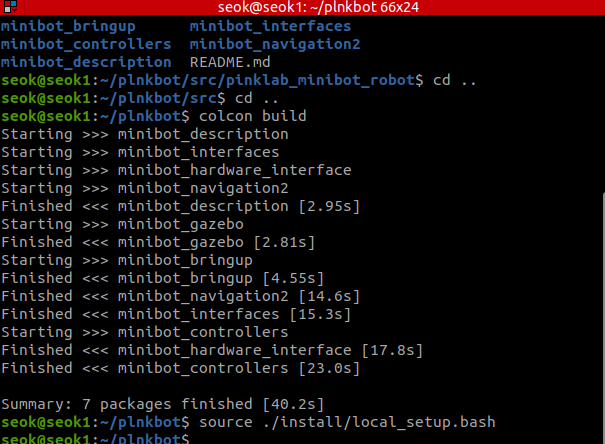 seok@seok1: ~/plnkbot 66x24
minibot_bringup minibot_interfaces
minibot_controllers minibot_navigation2
minibot_description README.md
seok@seok1:~/plnkbot/src/pinklab_minibot_robot$ cd ..
seok@seok1:~/plnkbot/src$ cd ..
seok@seok1:~/plnkbot$ colcon build
Starting >>> minibot_description
Starting >>> minibot_interfaces
Starting >>> minibot_hardware_interface
Starting >>> minibot_navigation2
Finished <<< minibot_description [2.95s]
Starting >>> minibot_gazebo
Finished <<< minibot_gazebo [2.81s]
Starting >>> minibot_bringup
Finished <<< minibot_bringup [4.55s]
Finished <<< minibot_navigation2 [14.6s]
Finished <<< minibot_interfaces [15.3s]
Starting >>> minibot_controllers
Finished <<< minibot_hardware_interface [17.8s]
Finished <<< minibot_controllers [23.0s]
Summary: 7 packages finished [40.2s]
seok@seok1:~/plnkbot$ source ./install/local_setup.bash
seok@seok1:~/plnkbot$